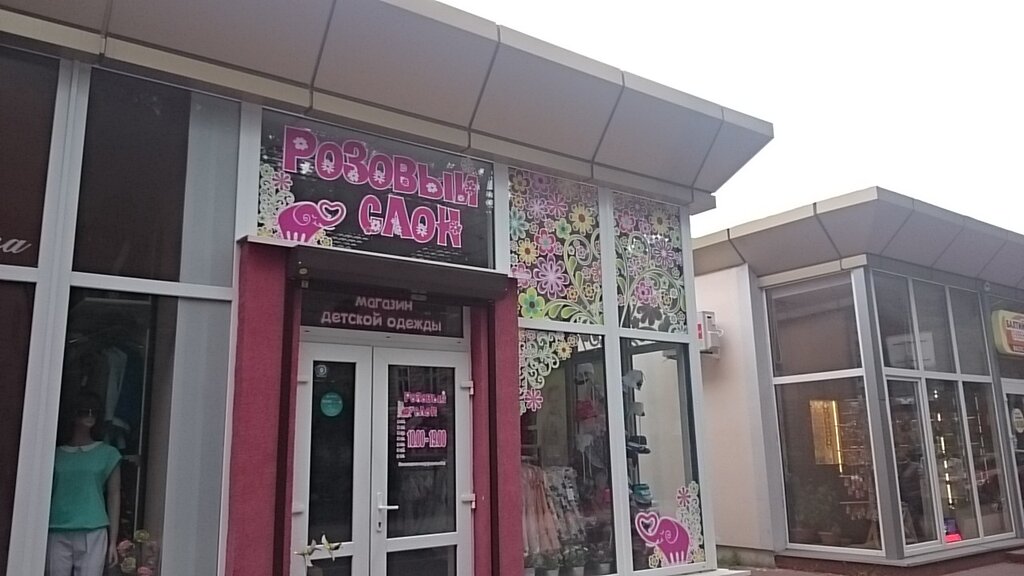 РОЗОВЫЙ
СЛОН
магазин
детской одежды
РОЗОВЫЙ
СЛОН
10.00-19.00